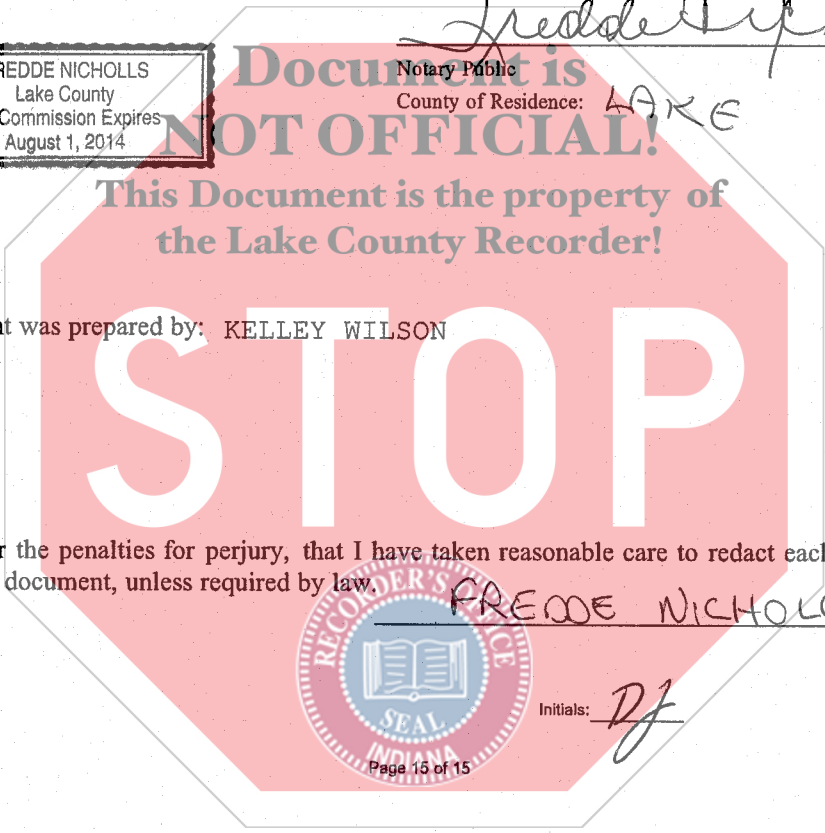 Fredde
REDDE NICHOLLS
Lake County
Commission Expires
August 1, 2014
Document is
Notary Public
County of Residence: LAKE
NOT OFFICIAL!
This Document is the property of
the Lake County Recorder!
t was prepared by: KELLEY WILSON
STOP
r the penalties for perjury, that I have taken reasonable care to redact each
document, unless required by law.
FREDDE NICHOL
RECORDER'S OFFICE
SEAL
INDIANA
Initials: DJ
Page 15 of 15